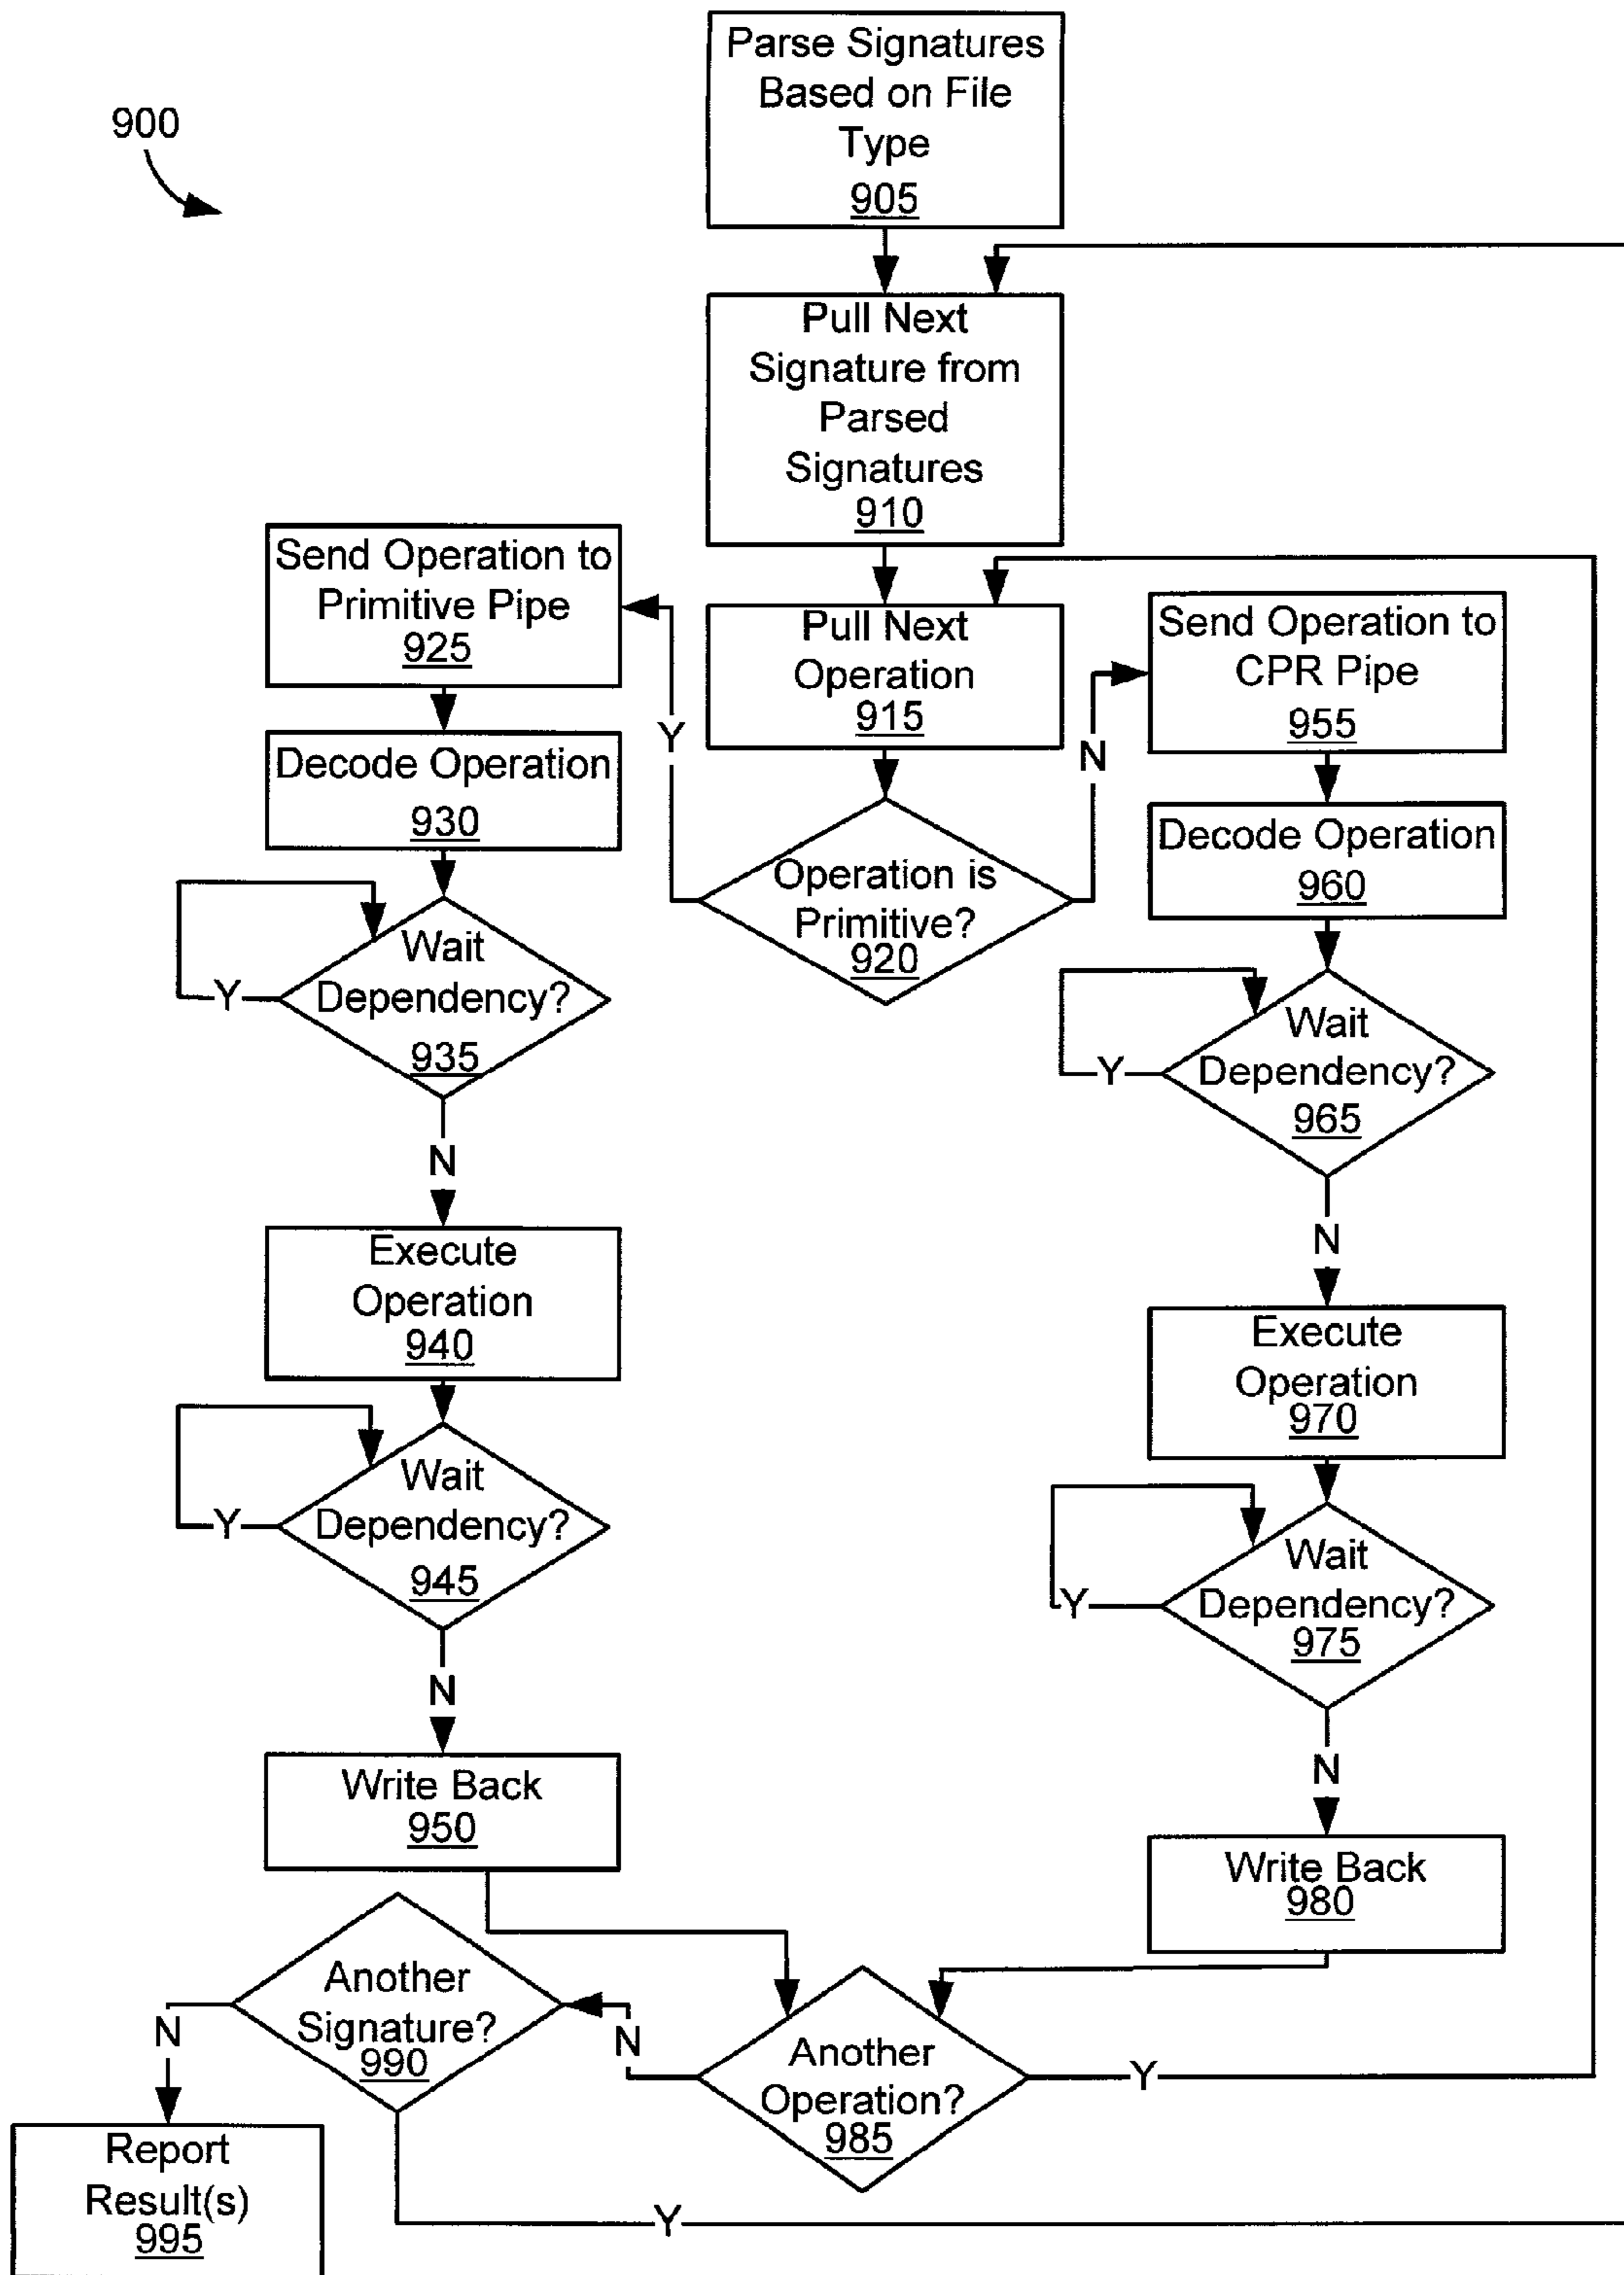 900
Parse Signatures
Based on File
Type
905
Pull Next
Signature from
Parsed
Signatures
910
Send Operation to
Primitive Pipe
925
Pull Next
Operation
915
Send Operation to
CPR Pipe
955
Y
N
Decode Operation
930
Operation is
Primitive?
920
Decode Operation
960
Wait
Dependency?
935
Y
N
Wait
Dependency?
965
Y
N
Execute
Operation
940
Execute
Operation
970
Wait
Dependency?
945
Y
N
Wait
Dependency?
975
Y
N
Write Back
950
Write Back
980
Another
Signature?
990
N
N
Another
Operation?
985
Y
Report
Result(s)
995
Y